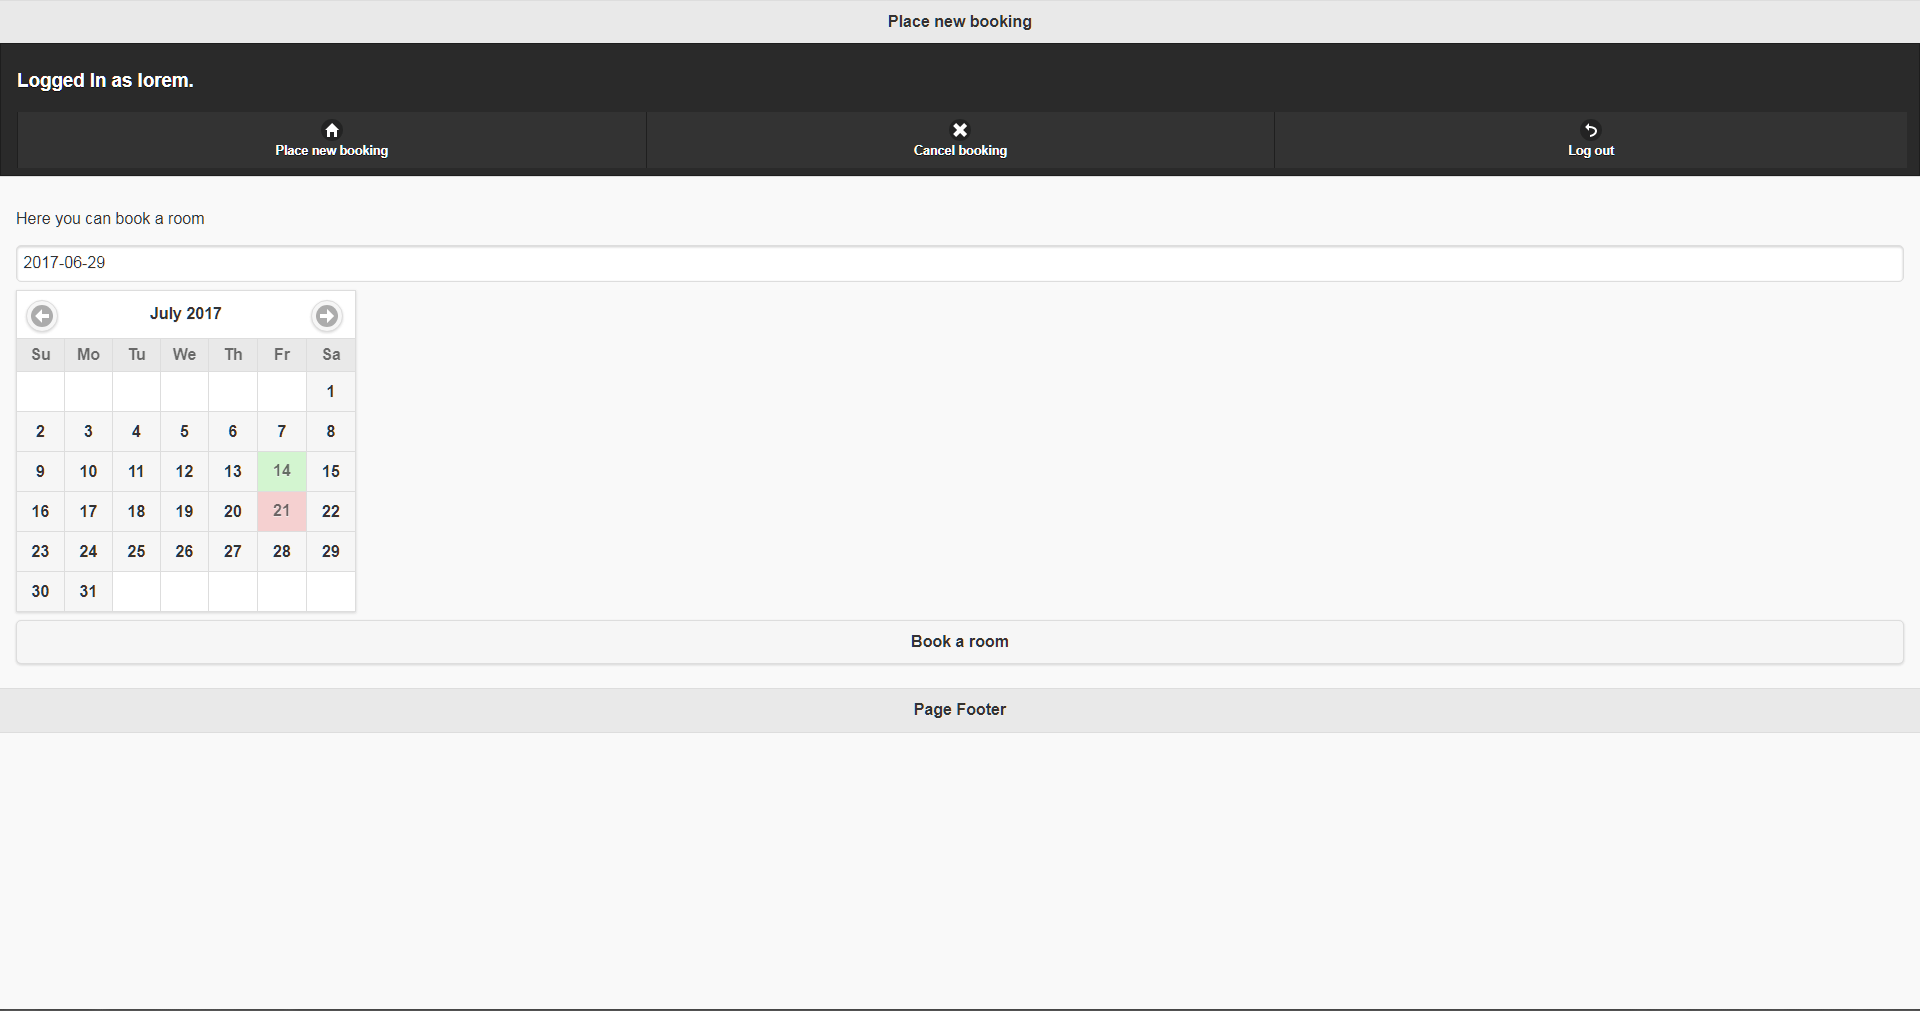 Place new booking
Logged In as lorem.
Place new booking
Cancel booking
Log out
Here you can book a room
2017-06-29
July 2017
Su Mo Tu We Th Fr Sa
1
2 3 4 5 6 7 8
9 10 11 12 13 14 15
16 17 18 19 20 21 22
23 24 25 26 27 28 29
30 31
Book a room
Page Footer